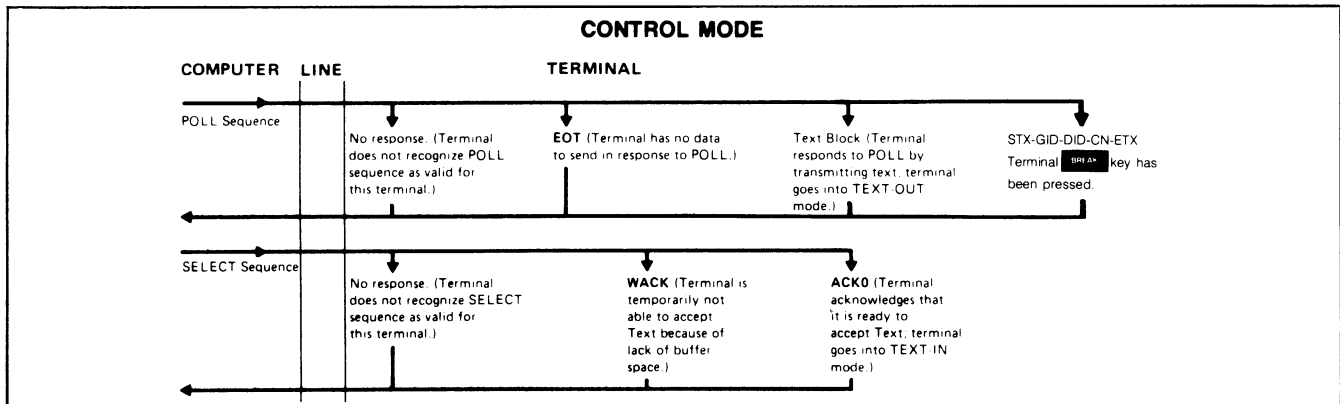 CONTROL MODE
COMPUTER LINE TERMINAL
POLL Sequence
No response. (Terminal
does not recognize POLL
sequence as valid for
this terminal.)
EOT (Terminal has no data
to send in response to POLL.)
Text Block (Terminal
responds to POLL by
transmitting text, terminal
goes into TEXT-OUT
mode.)
STX-GID-DID-CN-ETX
Terminal BREAK key has
been pressed.
SELECT Sequence
No response. (Terminal
does not recognize SELECT
sequence as valid for
this terminal.)
WACK (Terminal is
temporarily not
able to accept
Text because of
lack of buffer
space.)
ACK0 (Terminal
acknowledges that
it is ready to
accept Text; terminal
goes into TEXT-IN
mode.)